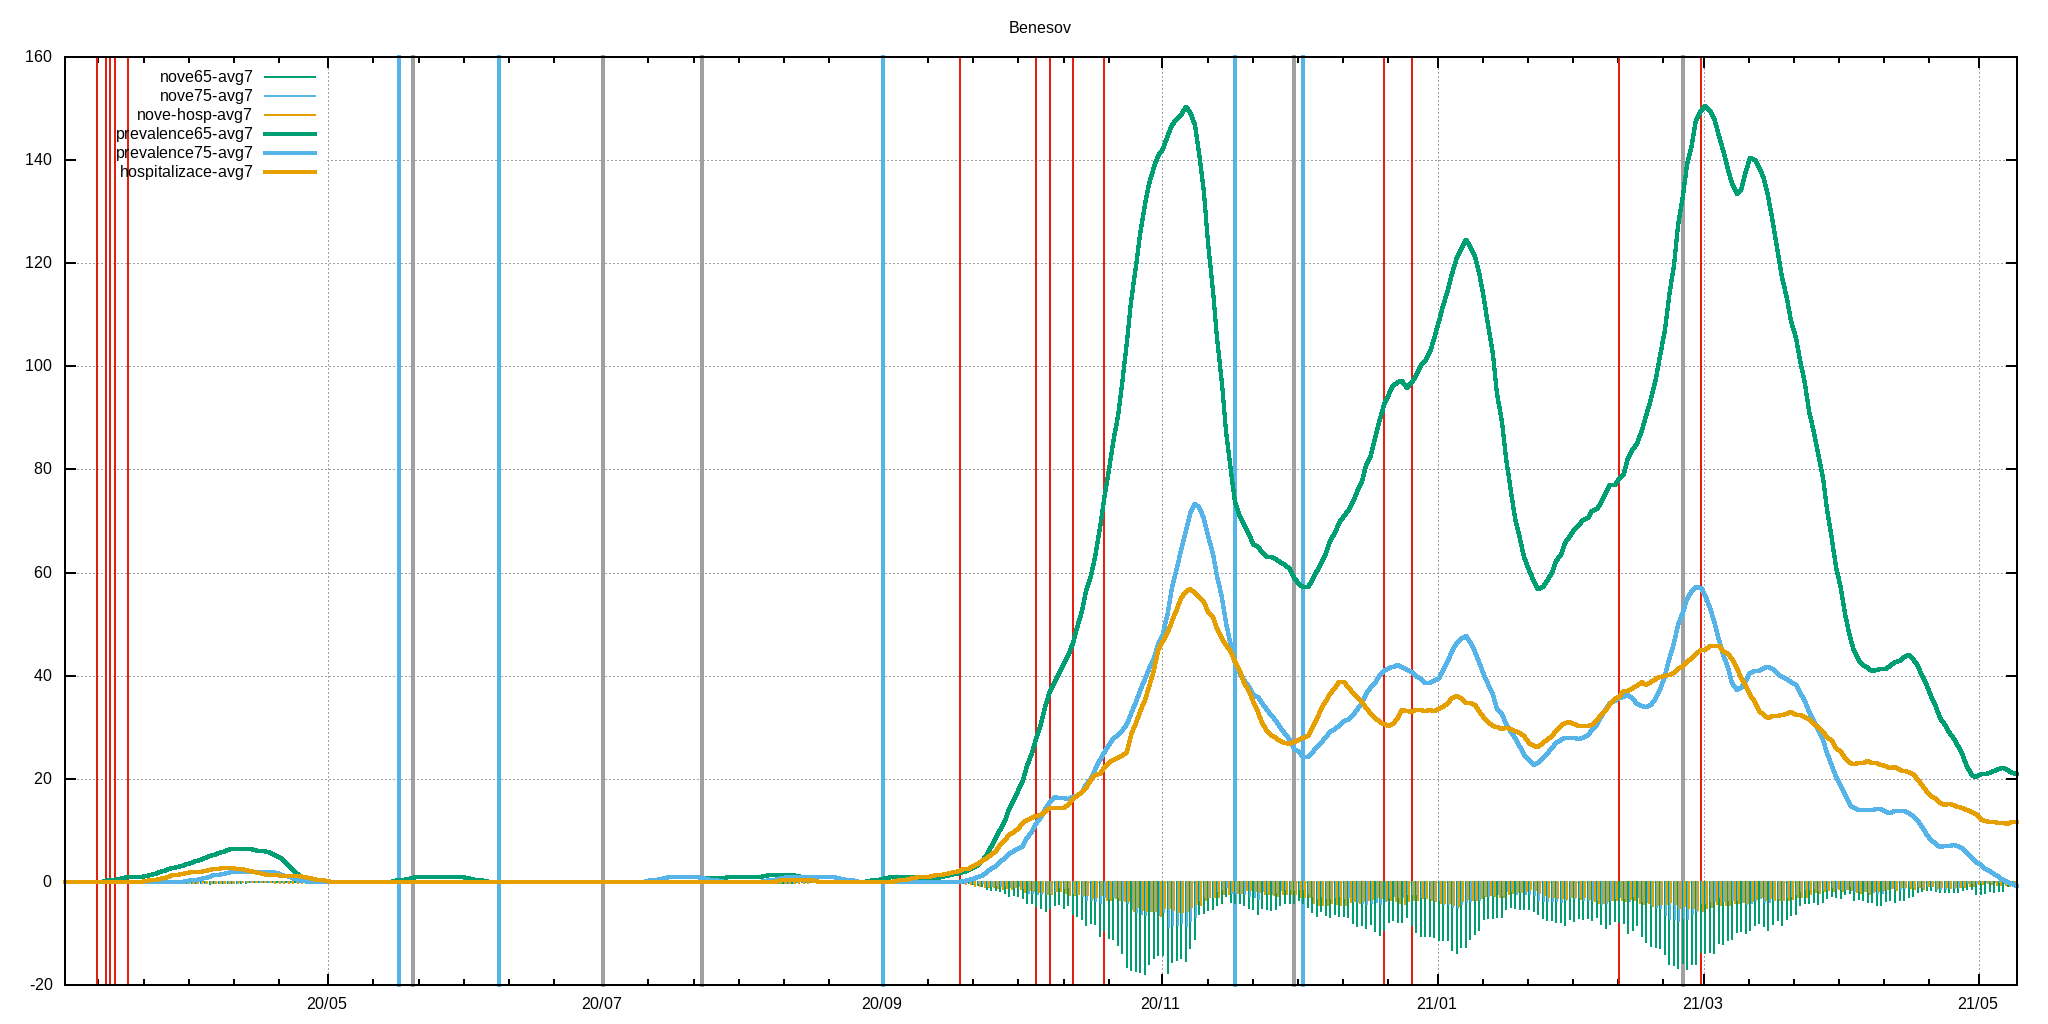 Benesov
160
140
120
100
80
60
40
20
0
-20
nove65-avg7
nove75-avg7
nove-hosp-avg7
prevalence65-avg7
prevalence75-avg7
hospitalizace-avg7
20/05 20/07 20/09 20/11 21/01 21/03 21/05